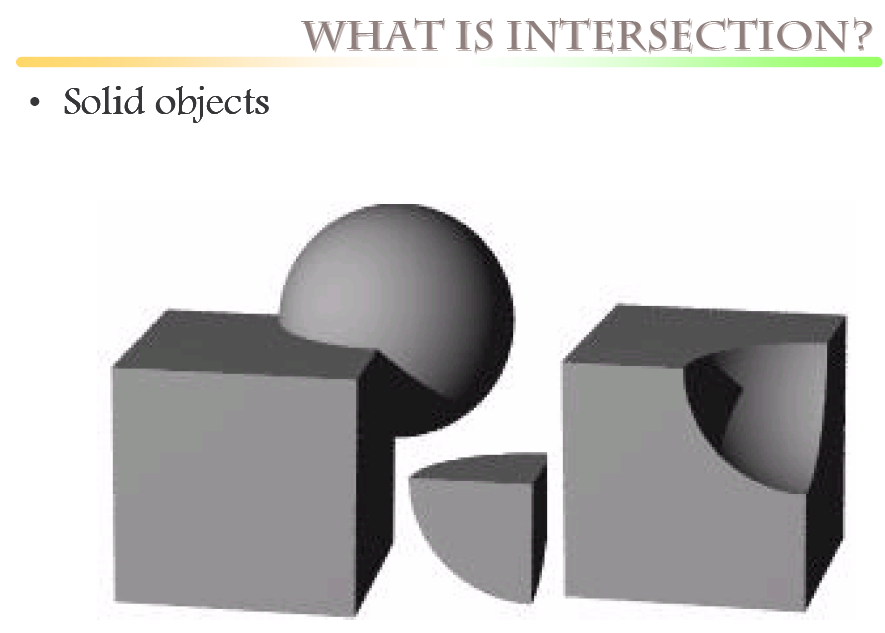 WHAT IS INTERSECTION?
• Solid objects